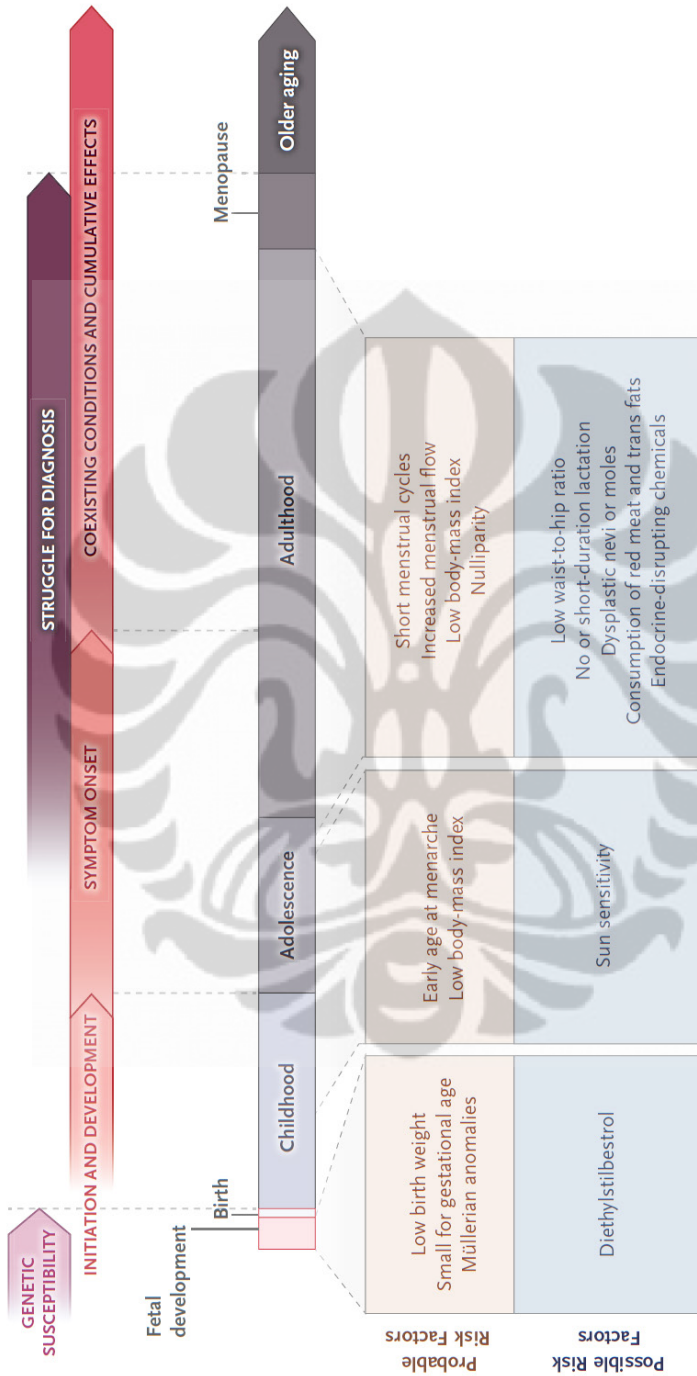 GENETIC
SUSCEPTIBILITY
STRUGGLE FOR DIAGNOSIS
INITIATION AND DEVELOPMENT
SYMPTOM ONSET
COEXISTING CONDITIONS AND CUMULATIVE EFFECTS
Fetal
development
Birth
Menopause
Childhood
Adolescence
Adulthood
Older aging
Probable
Risk Factors
Low birth weight
Small for gestational age
Müllerian anomalies
Early age at menarche
Low body-mass index
Short menstrual cycles
Increased menstrual flow
Low body-mass index
Nulliparity
Possible Risk
Factors
Diethylstilbestrol
Sun sensitivity
Low waist-to-hip ratio
No or short-duration lactation
Dysplastic nevi or moles
Consumption of red meat and trans fats
Endocrine-disrupting chemicals